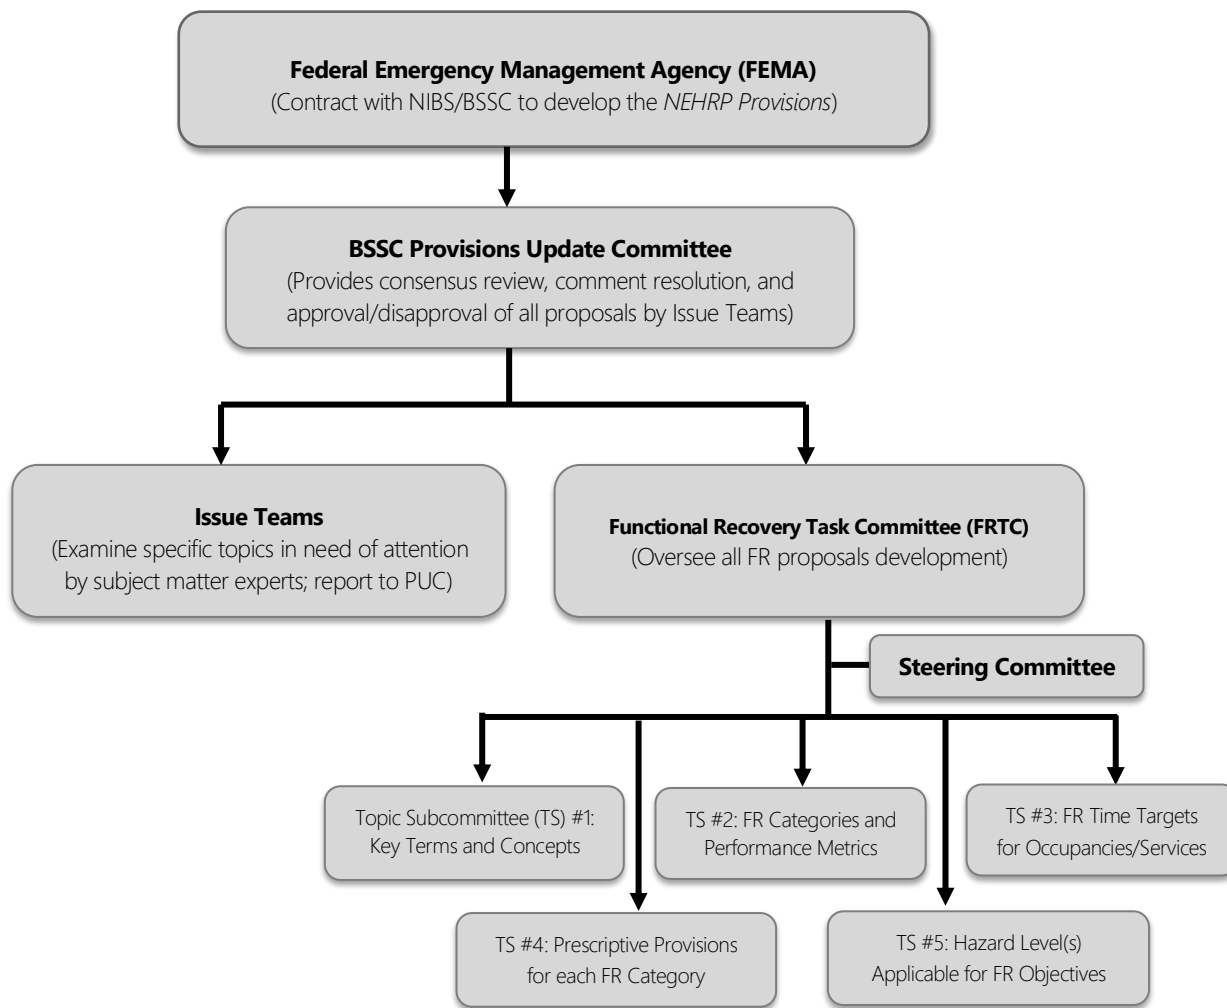 Federal Emergency Management Agency (FEMA)
(Contract with NIBS/BSSC to develop the NEHRP Provisions)
BSSC Provisions Update Committee
(Provides consensus review, comment resolution, and
approval/disapproval of all proposals by Issue Teams)
Issue Teams
(Examine specific topics in need of attention
by subject matter experts; report to PUC)
Functional Recovery Task Committee (FRTC)
(Oversee all FR proposals development)
Steering Committee
Topic Subcommittee (TS) #1:
Key Terms and Concepts
TS #2: FR Categories and
Performance Metrics
TS #3: FR Time Targets
for Occupancies/Services
TS #4: Prescriptive Provisions
for each FR Category
TS #5: Hazard Level(s)
Applicable for FR Objectives